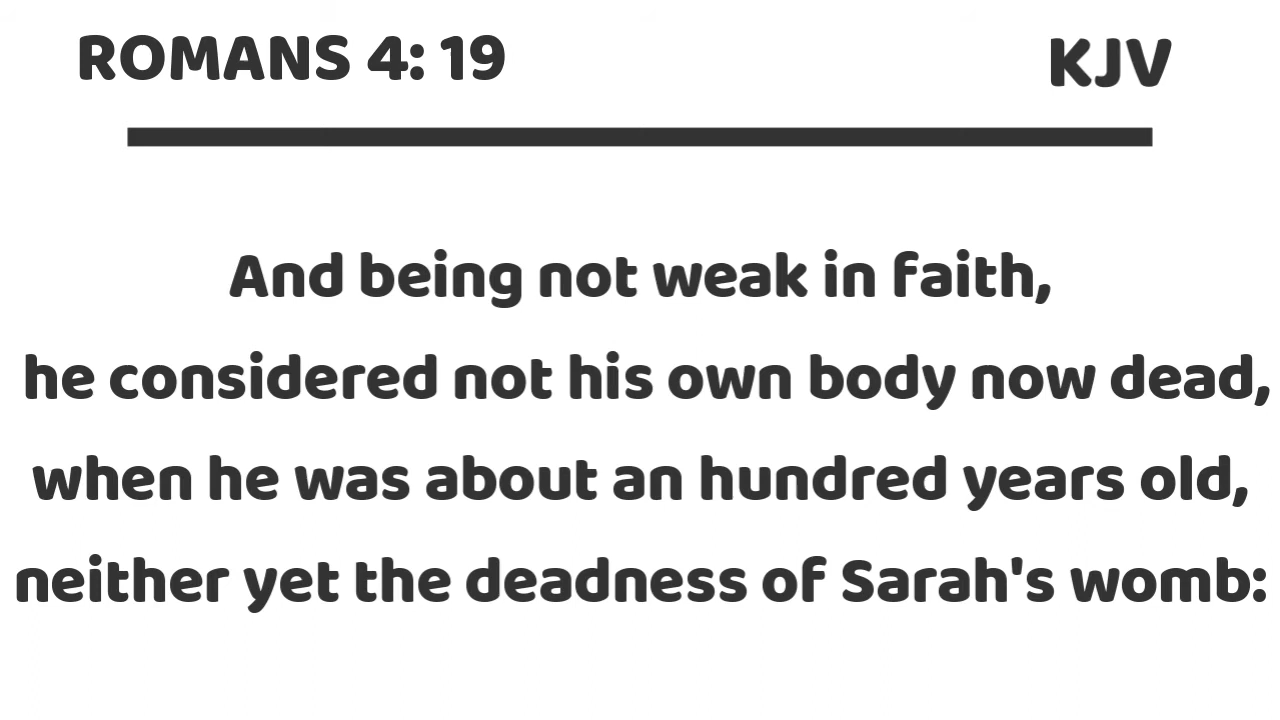 ROMANS 4: 19 KJV
And being not weak in faith,
he considered not his own body now dead,
when he was about an hundred years old,
neither yet the deadness of Sarah's womb: